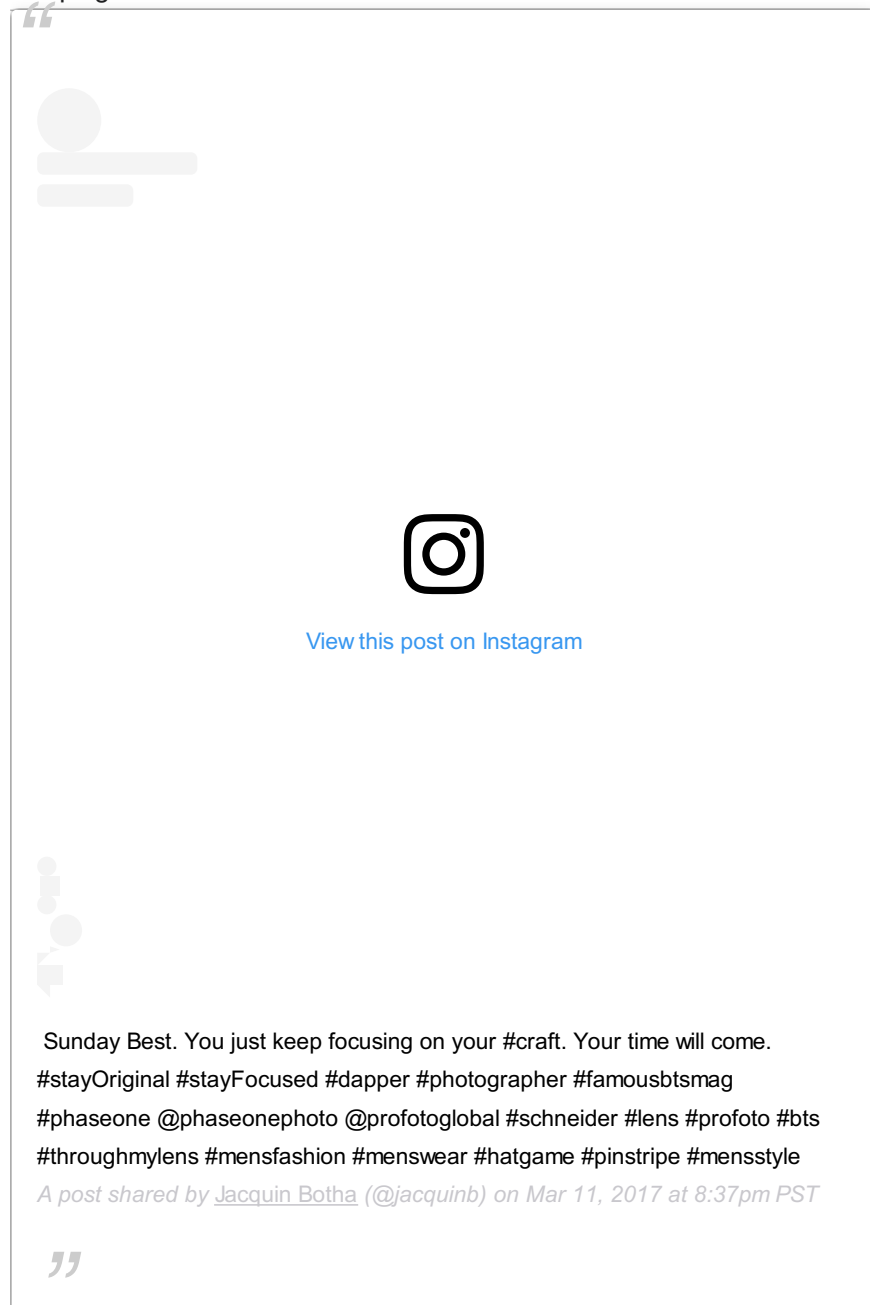 “
View this post on Instagram
Sunday Best. You just keep focusing on your #craft. Your time will come.
#stayOriginal #stayFocused #dapper #photographer #famousbtsmag
#phaseone @phaseonephoto @profotoglobal #schneider #lens #profoto #bts
#throughmylens #mensfashion #menswear #hatgame #pinstripe #mensstyle
A post shared by Jacquin Botha (@jacquinb) on Mar 11, 2017 at 8:37pm PST
”